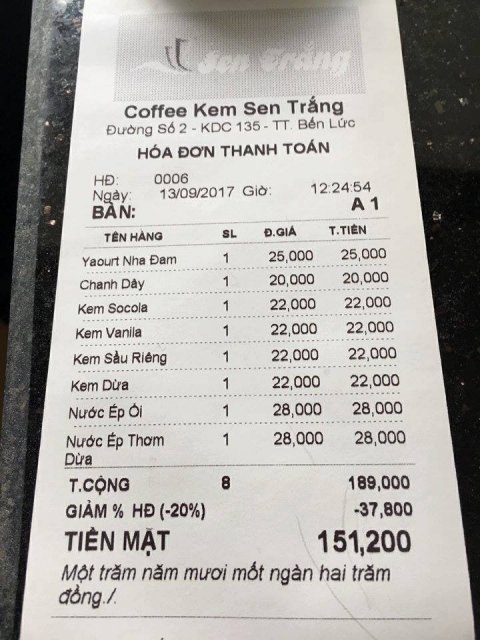 Sen Trắng
Coffee Kem Sen Trắng
Đường Số 2 - KDC 135 - TT. Bến Lức
HÓA ĐƠN THANH TOÁN
HĐ: 0006
Ngày: 13/09/2017 Giờ: 12:24:54
BÀN: A 1
TÊN HÀNG SL Đ.GIÁ T.TIỀN
Yaourt Nha Đam 1 25,000 25,000
Chanh Dây 1 20,000 20,000
Kem Socola 1 22,000 22,000
Kem Vanila 1 22,000 22,000
Kem Sầu Riêng 1 22,000 22,000
Kem Dừa 1 22,000 22,000
Nước Ép Ổi 1 28,000 28,000
Nước Ép Thơm 1 28,000 28,000
Dừa
T.CỘNG 8 189,000
GIẢM % HĐ (-20%) -37,800
TIỀN MẶT 151,200
Một trăm năm mươi mốt ngàn hai trăm
đồng./.